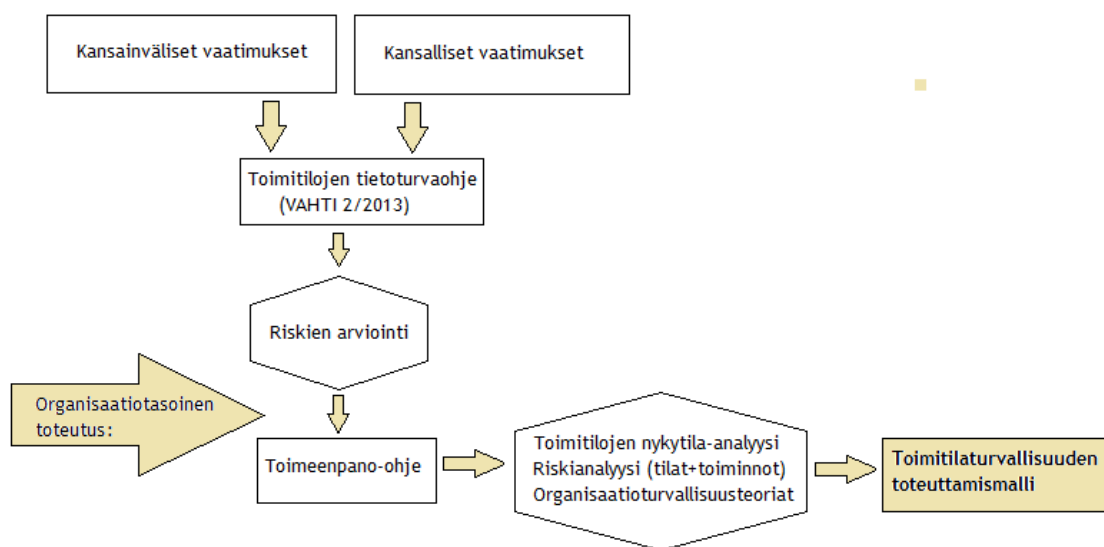 Kansainväliset vaatimukset
Kansalliset vaatimukset
Toimitilojen tietoturvaohje
(VAHTI 2/2013)
Riskien arviointi
Organisaatiotasoinen
toteutus:
Toimeenpano-ohje
Toimitilojen nykytila-analyysi
Riskianalyysi (tilat+toiminnot)
Organisaatioturvallisuusteoriat
Toimitilaturvallisuuden
toteuttamismalli